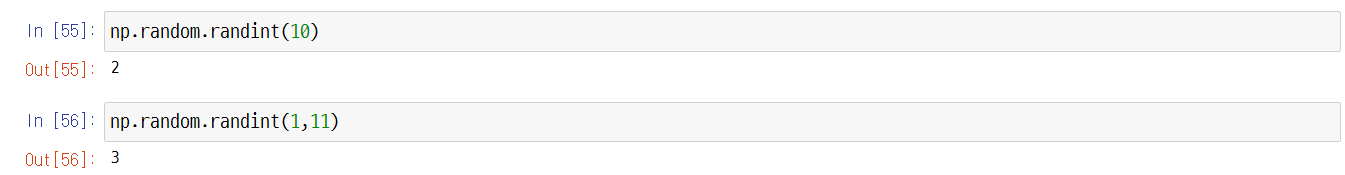 In [55]: np.random.randint(10)
Out[55]: 2
In [56]: np.random.randint(1,11)
Out[56]: 3